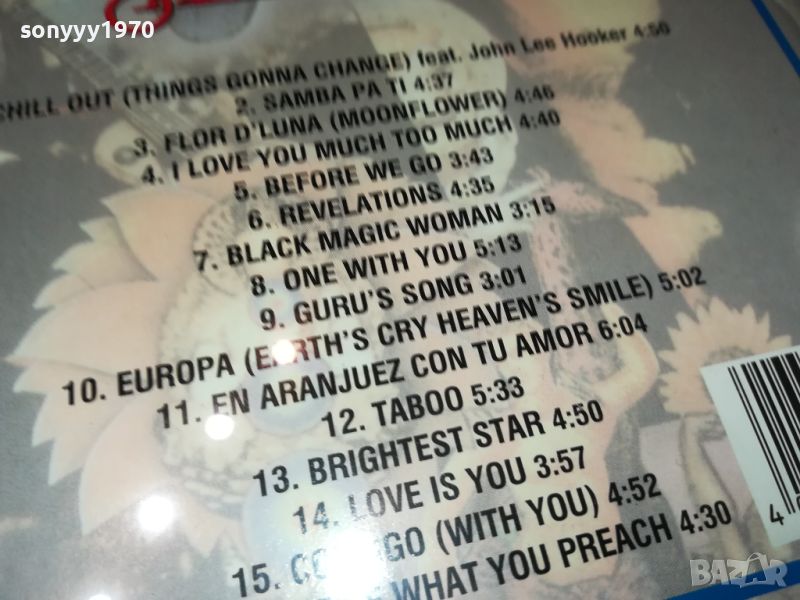 sonyyy1970
CHILL OUT (THINGS GONNA CHANGE) feat. John Lee Hooker 4:50
2. SAMBA PA TI 4:37
3. FLOR D'LUNA (MOONFLOWER) 4:46
4. I LOVE YOU MUCH TOO MUCH 4:40
5. BEFORE WE GO 3:43
6. REVELATIONS 4:35
7. BLACK MAGIC WOMAN 3:15
8. ONE WITH YOU 5:13
9. GURU'S SONG 3:01
10. EUROPA (EARTH'S CRY HEAVEN'S SMILE) 5:02
11. EN ARANJUEZ CON TU AMOR 6:04
12. TABOO 5:33
13. BRIGHTEST STAR 4:50
14. LOVE IS YOU 3:57
15. GO (WITH YOU) 4:52
WHAT YOU PREACH 4:30
BAZAR